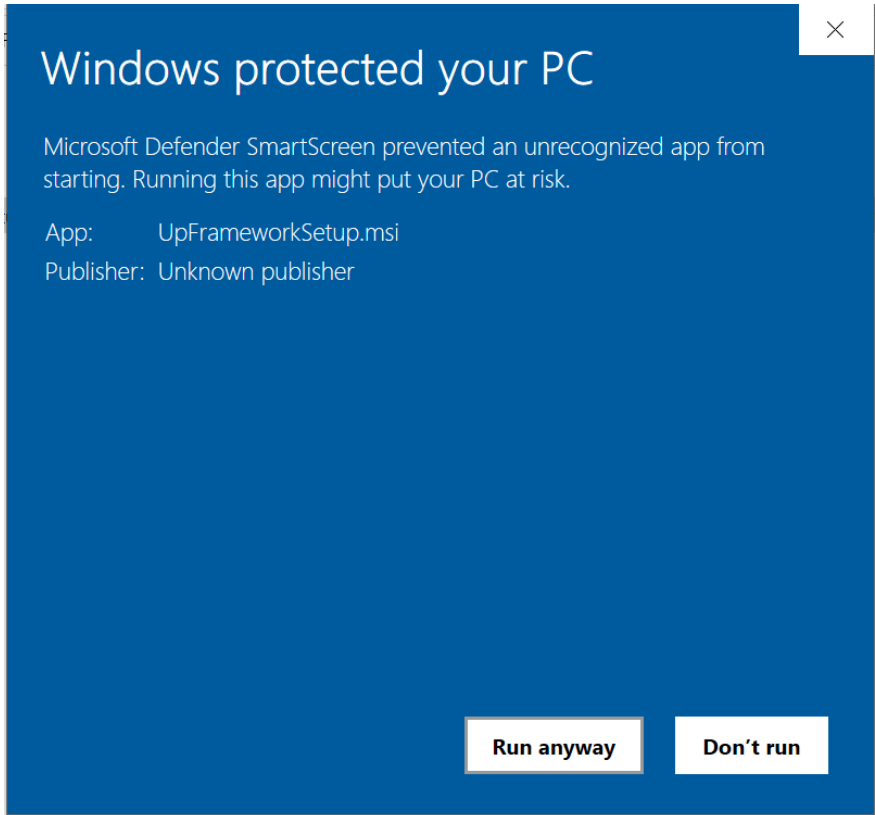 Windows protected your PC
Microsoft Defender SmartScreen prevented an unrecognized app from
starting. Running this app might put your PC at risk.
App: UpFrameworkSetup.msi
Publisher: Unknown publisher
Run anyway Don’t run